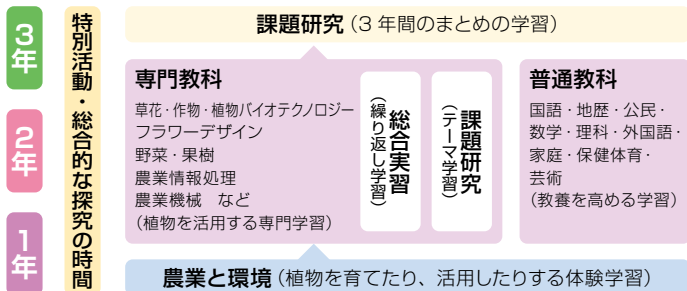 3年
2年
1年
特別活動・総合的な探究の時間
課題研究（3 年間のまとめの学習）
専門教科
草花・作物・植物バイオテクノロジー
フラワーデザイン
野菜・果樹
農業情報処理
農業機械　など
（植物を活用する専門学習）
総合実習
（繰り返し学習）
課題研究
（テーマ学習）
普通教科
国語・地歴・公民・
数学・理科・外国語・
家庭・保健体育・
芸術
（教養を高める学習）
農業と環境（植物を育てたり、活用したりする体験学習）